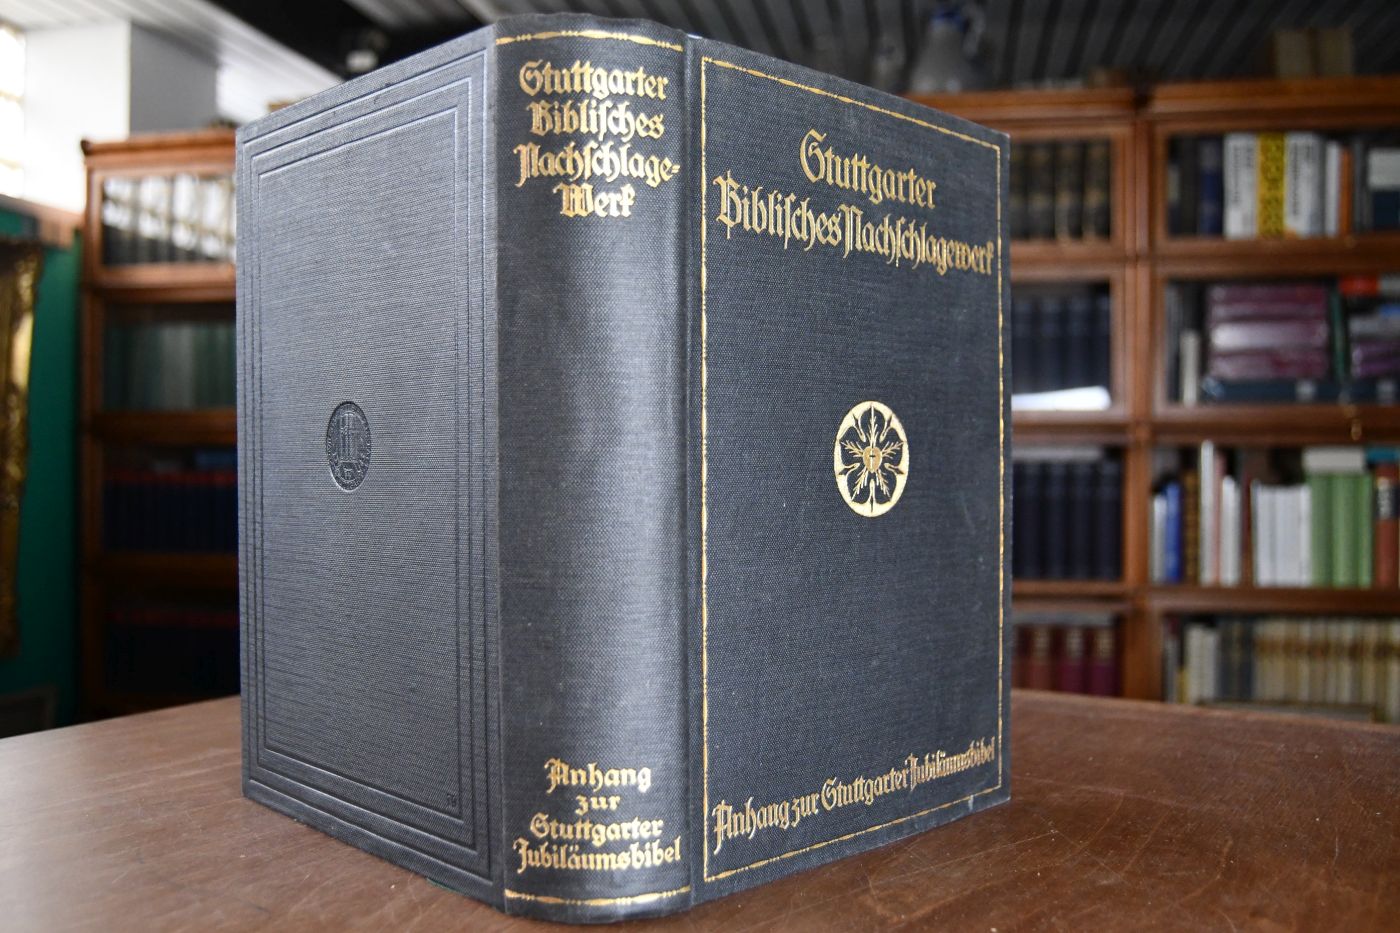 Stuttgarter
Bibliſches
Nachſchlage-
Werk
Anhang
zur
Stuttgarter
Jubiläumsbibel
Stuttgarter
Bibliſches Nachſchlagewerk
Anhang zur Stuttgarter Jubiläumsbibel